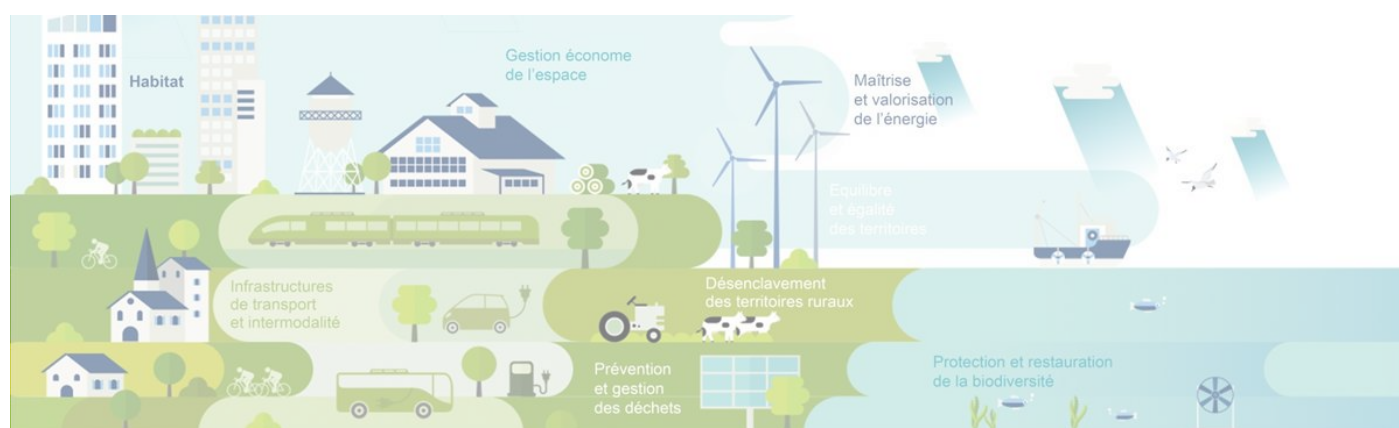 Habitat
Gestion économe
de l'espace
Maîtrise
et valorisation
de l'énergie
Equilibre
et égalité
des territoires
Infrastructures
de transport
et intermodalité
Désenclavement
des territoires ruraux
Prévention
et gestion
des déchets
Protection et restauration
de la biodiversité